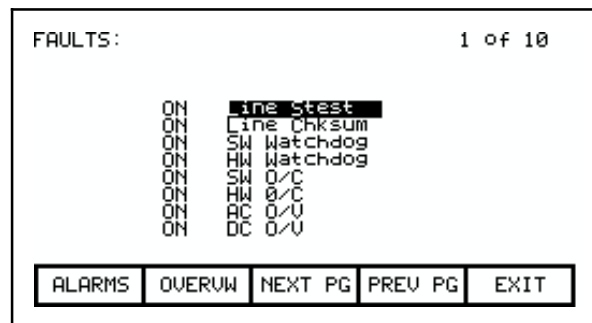 FAULTS: 1 of 10
ON Line Stest
ON Line Chksum
ON SW Watchdog
ON HW Watchdog
ON SW O/C
ON HW O/C
ON AC O/V
ON DC O/V
ALARMS OVERVW NEXT PG PREV PG EXIT